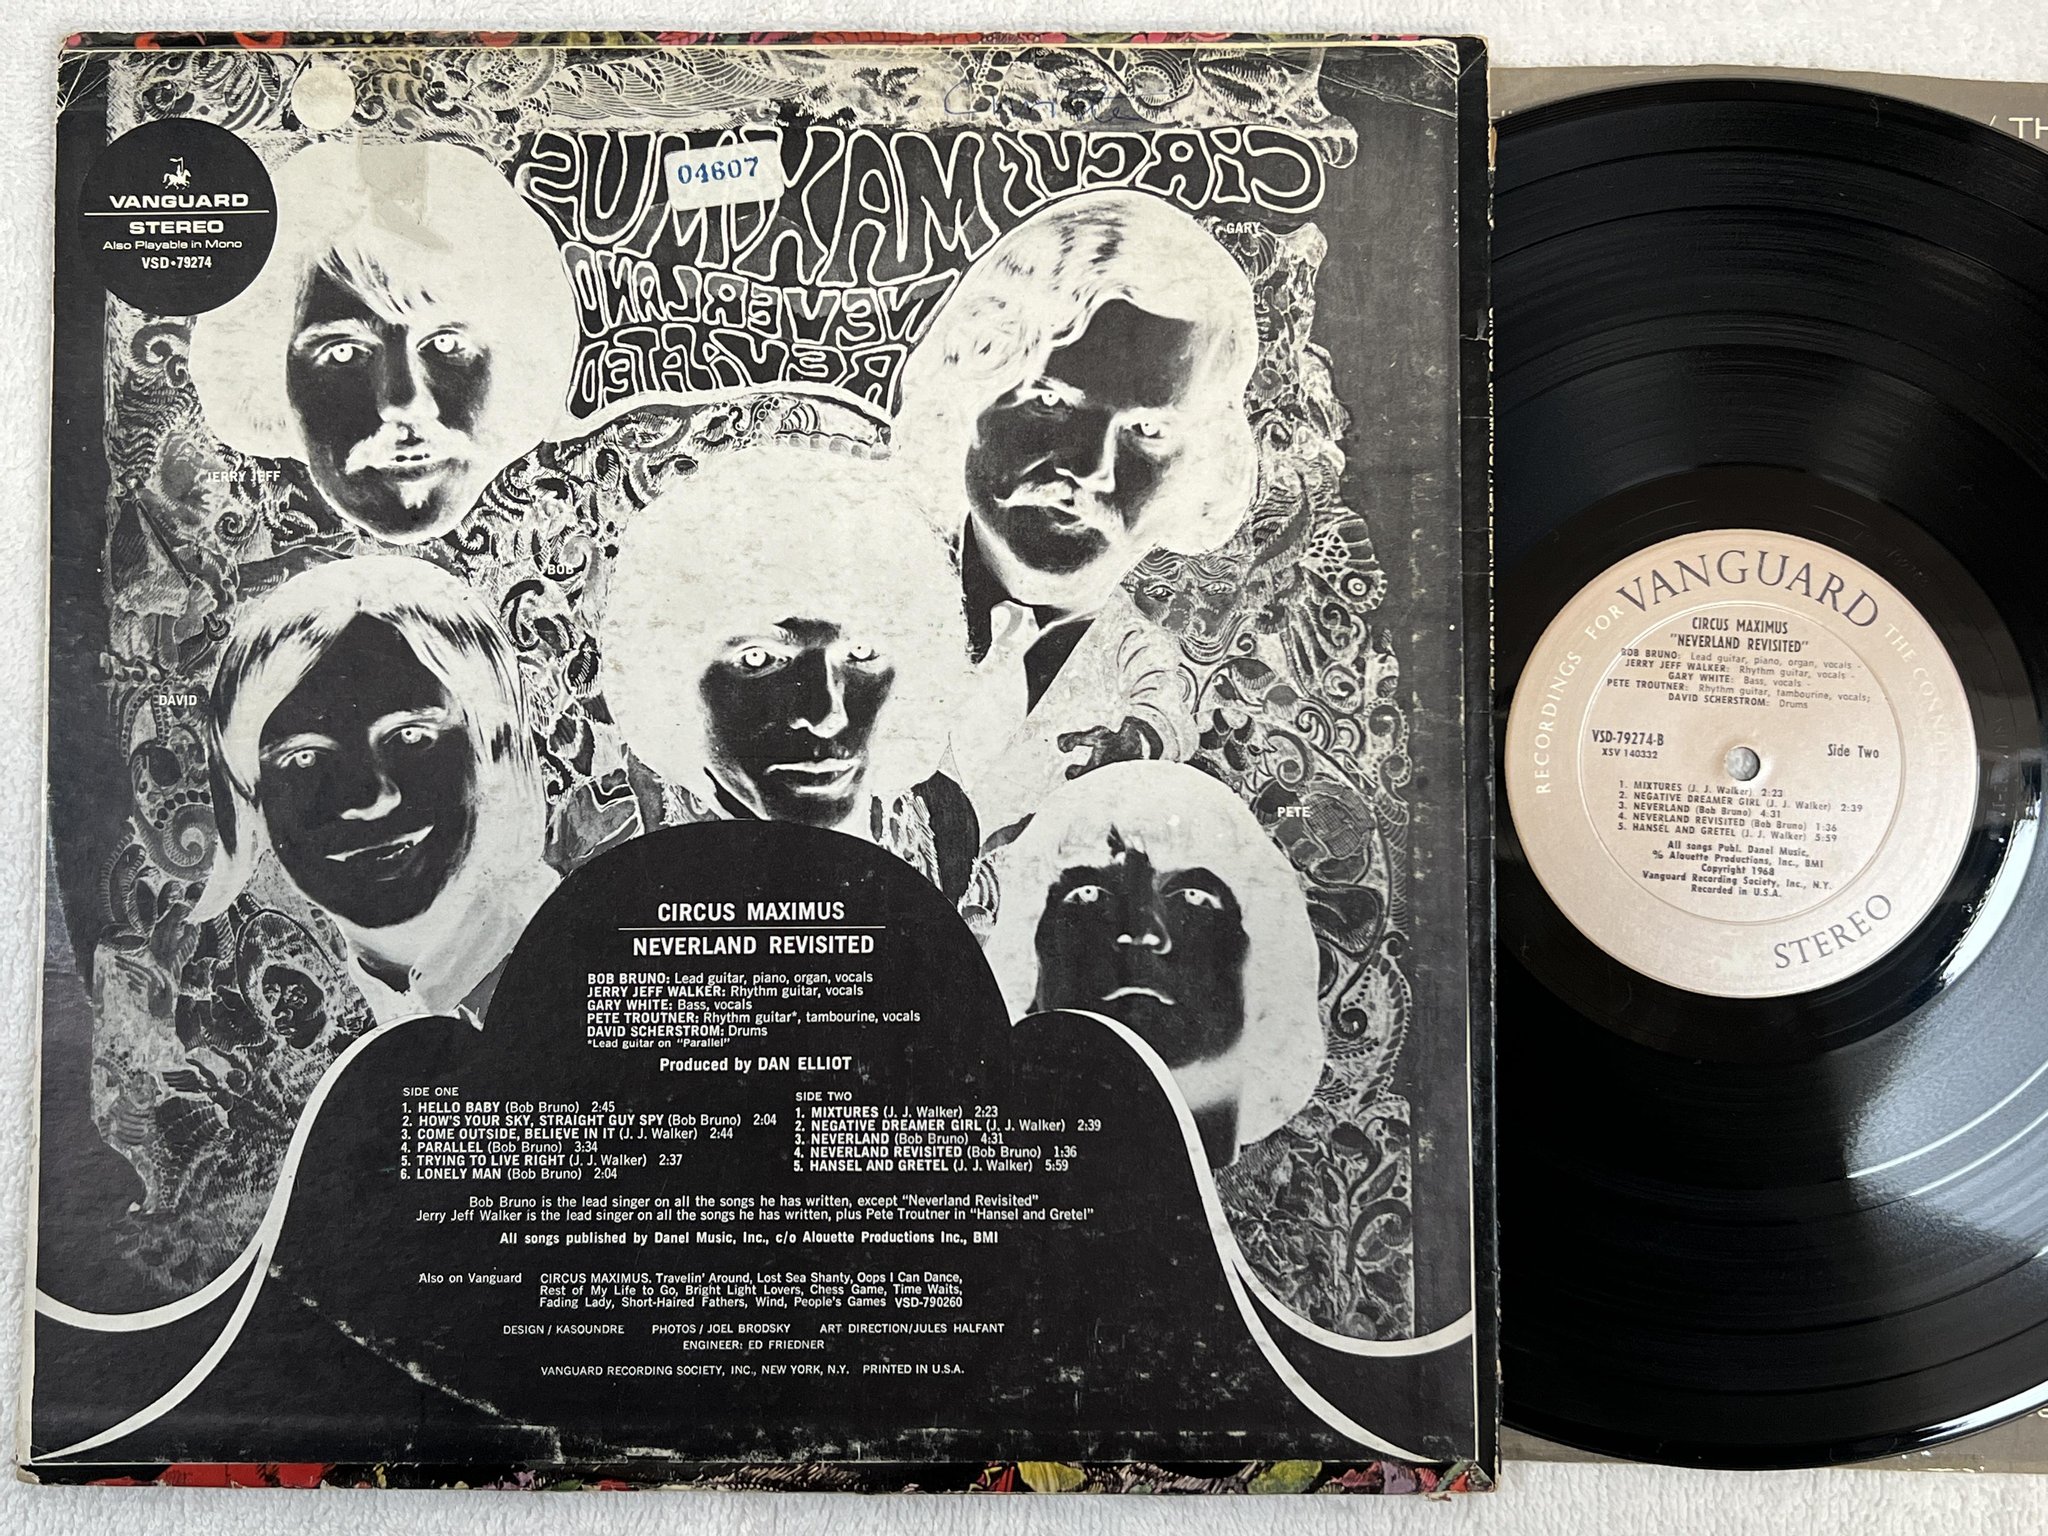 Christe
CIRCUS MAXIMUS
NEVERLAND
REVISITED
04607
VANGUARD
STEREO
Also Playable in Mono
VSD•79274
GARY
JERRY JEFF
BOB
DAVID
PETE
CIRCUS MAXIMUS
NEVERLAND REVISITED
BOB BRUNO: Lead guitar, piano, organ, vocals
JERRY JEFF WALKER: Rhythm guitar, vocals
GARY WHITE: Bass, vocals
PETE TROUTNER: Rhythm guitar*, tambourine, vocals
DAVID SCHERSTROM: Drums
*Lead guitar on "Parallel"
Produced by DAN ELLIOT
SIDE ONE
1. HELLO BABY (Bob Bruno) 2:45
2. HOW'S YOUR SKY, STRAIGHT GUY SPY (Bob Bruno) 2:04
3. COME OUTSIDE, BELIEVE IN IT (J. J. Walker) 2:44
4. PARALLEL (Bob Bruno) 3:34
5. TRYING TO LIVE RIGHT (J. J. Walker) 2:37
6. LONELY MAN (Bob Bruno) 2:04
SIDE TWO
1. MIXTURES (J. J. Walker) 2:23
2. NEGATIVE DREAMER GIRL (J. J. Walker) 2:39
3. NEVERLAND (Bob Bruno) 4:31
4. NEVERLAND REVISITED (Bob Bruno) 1:36
5. HANSEL AND GRETEL (J. J. Walker) 5:59
Bob Bruno is the lead singer on all the songs he has written, except "Neverland Revisited"
Jerry Jeff Walker is the lead singer on all the songs he has written, plus Pete Troutner in "Hansel and Gretel"
All songs published by Danel Music, Inc., c/o Alouette Productions Inc., BMI
Also on Vanguard CIRCUS MAXIMUS. Travelin' Around, Lost Sea Shanty, Oops I Can Dance,
Rest of My Life to Go, Bright Light Lovers, Chess Game, Time Waits,
Fading Lady, Short-Haired Fathers, Wind, People's Games VSD-790260
DESIGN / KASOUNDRE PHOTOS / JOEL BRODSKY ART DIRECTION/JULES HALFANT
ENGINEER: ED FRIEDNER
VANGUARD RECORDING SOCIETY, INC., NEW YORK, N.Y. PRINTED IN U.S.A.
/ TH
RECORDINGS FOR VANGUARD THE CONNOI
CIRCUS MAXIMUS
"NEVERLAND REVISITED"
BOB BRUNO: Lead guitar, piano, organ, vocals -
JERRY JEFF WALKER: Rhythm guitar, vocals -
GARY WHITE: Bass, vocals -
PETE TROUTNER: Rhythm guitar, tambourine, vocals;
DAVID SCHERSTROM: Drums
VSD-79274-B
XSV 140332
Side Two
1. MIXTURES (J. J. Walker) 2:23
2. NEGATIVE DREAMER GIRL (J. J. Walker) 2:39
3. NEVERLAND (Bob Bruno) 4:31
4. NEVERLAND REVISITED (Bob Bruno) 1:36
5. HANSEL AND GRETEL (J. J. Walker) 5:59
All songs Publ. Danel Music,
% Alouette Productions, Inc., BMI
Copyright 1968
Vanguard Recording Society, Inc., N.Y.
Recorded in U.S.A.
STEREO